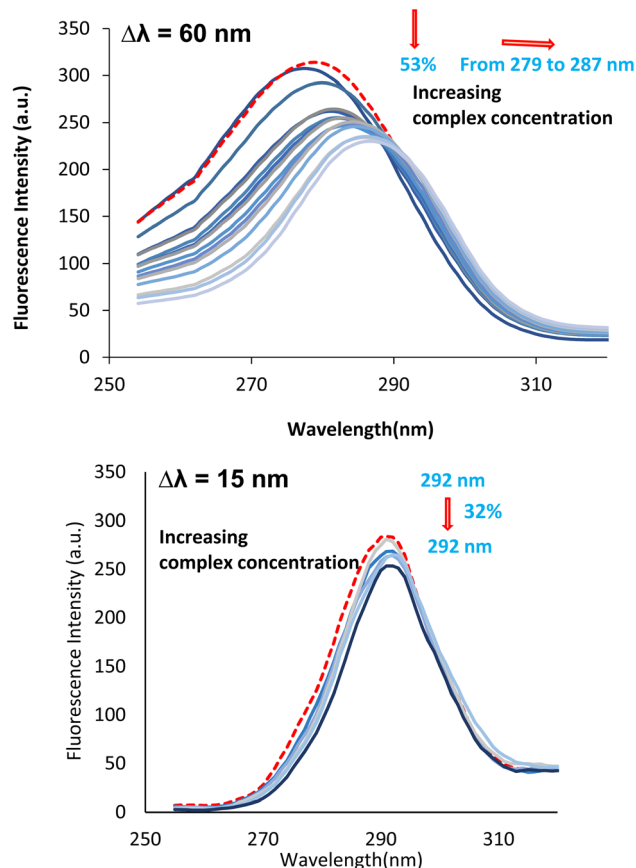 Δλ = 60 nm
53% From 279 to 287 nm
Increasing
complex concentration
Fluorescence Intensity (a.u.)
350
300
250
200
150
100
50
0
250 270 290 310
Wavelength(nm)
Δλ = 15 nm
292 nm
32%
292 nm
Increasing
complex concentration
Fluorescence Intensity (a.u.)
350
300
250
200
150
100
50
0
250 270 290 310
Wavelength(nm)